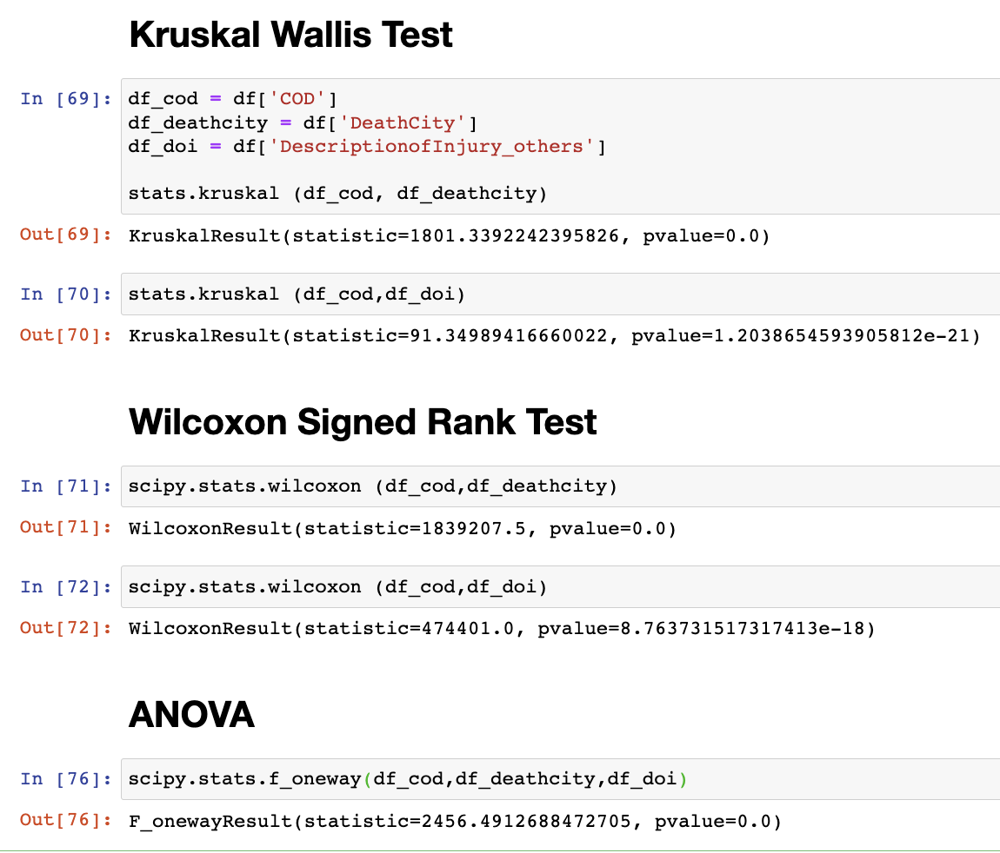 Kruskal Wallis Test
In [69]: df_cod = df['COD']
df_deathcity = df['DeathCity']
df_doi = df['DescriptionofInjury_others']
stats.kruskal (df_cod, df_deathcity)
Out[69]: KruskalResult(statistic=1801.3392242395826, pvalue=0.0)
In [70]: stats.kruskal (df_cod,df_doi)
Out[70]: KruskalResult(statistic=91.34989416660022, pvalue=1.2038654593905812e-21)
Wilcoxon Signed Rank Test
In [71]: scipy.stats.wilcoxon (df_cod,df_deathcity)
Out[71]: WilcoxonResult(statistic=1839207.5, pvalue=0.0)
In [72]: scipy.stats.wilcoxon (df_cod,df_doi)
Out[72]: WilcoxonResult(statistic=474401.0, pvalue=8.763731517317413e-18)
ANOVA
In [76]: scipy.stats.f_oneway(df_cod,df_deathcity,df_doi)
Out[76]: F_onewayResult(statistic=2456.4912688472705, pvalue=0.0)